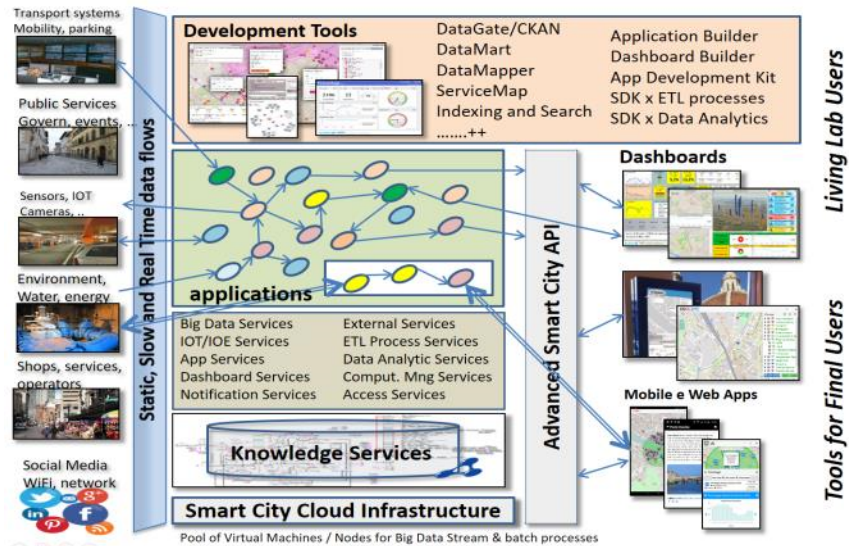 Transport systems
Mobility, parking
Public Services
Govern, events, ...
Sensors, IOT
Cameras, ..
Environment,
Water, energy
Shops, services,
operators
Social Media
WiFi, network
Static, Slow and Real Time data flows
Development Tools
DataGate/CKAN
DataMart
DataMapper
ServiceMap
Indexing and Search
.......++
Application Builder
Dashboard Builder
App Development Kit
SDK x ETL processes
SDK x Data Analytics
applications
Big Data Services
IOT/IOE Services
App Services
Dashboard Services
Notification Services
External Services
ETL Process Services
Data Analytic Services
Comput. Mng Services
Access Services
Knowledge Services
Smart City Cloud Infrastructure
Pool of Virtual Machines / Nodes for Big Data Stream & batch processes
Advanced Smart City API
Dashboards
Mobile e Web Apps
Living Lab Users
Tools for Final Users